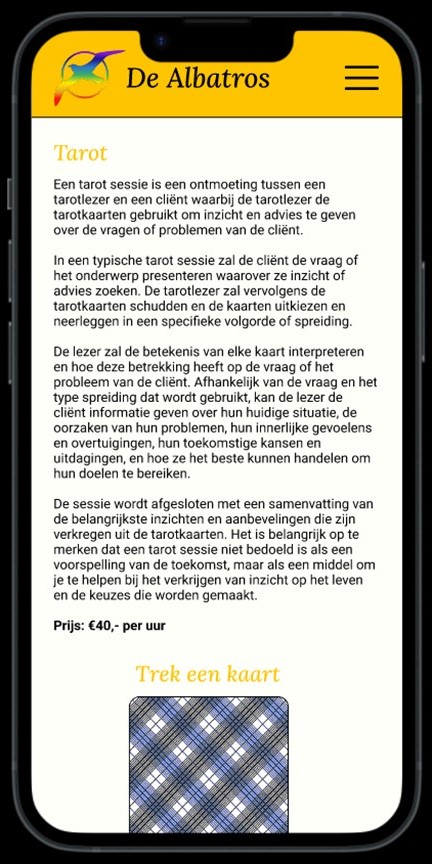 De Albatros
Tarot
Een tarot sessie is een ontmoeting tussen een
tarotlezer en een cliënt waarbij de tarotlezer de
tarotkaarten gebruikt om inzicht en advies te geven
over de vragen of problemen van de cliënt.
In een typische tarot sessie zal de cliënt de vraag of
het onderwerp presenteren waarover ze inzicht of
advies zoeken. De tarotlezer zal vervolgens de
tarotkaarten schudden en de kaarten uitkiezen en
neerleggen in een specifieke volgorde of spreiding.
De lezer zal de betekenis van elke kaart interpreteren
en hoe deze betrekking heeft op de vraag of het
probleem van de cliënt. Afhankelijk van de vraag en het
type spreiding dat wordt gebruikt, kan de lezer de
cliënt informatie geven over hun huidige situatie, de
oorzaken van hun problemen, hun innerlijke gevoelens
en overtuigingen, hun toekomstige kansen en
uitdagingen, en hoe ze het beste kunnen handelen om
hun doelen te bereiken.
De sessie wordt afgesloten met een samenvatting van
de belangrijkste inzichten en aanbevelingen die zijn
verkregen uit de tarotkaarten. Het is belangrijk op te
merken dat een tarot sessie niet bedoeld is als een
voorspelling van de toekomst, maar als een middel om
je te helpen bij het verkrijgen van inzicht op het leven
en de keuzes die worden gemaakt.
Prijs: €40,- per uur
Trek een kaart